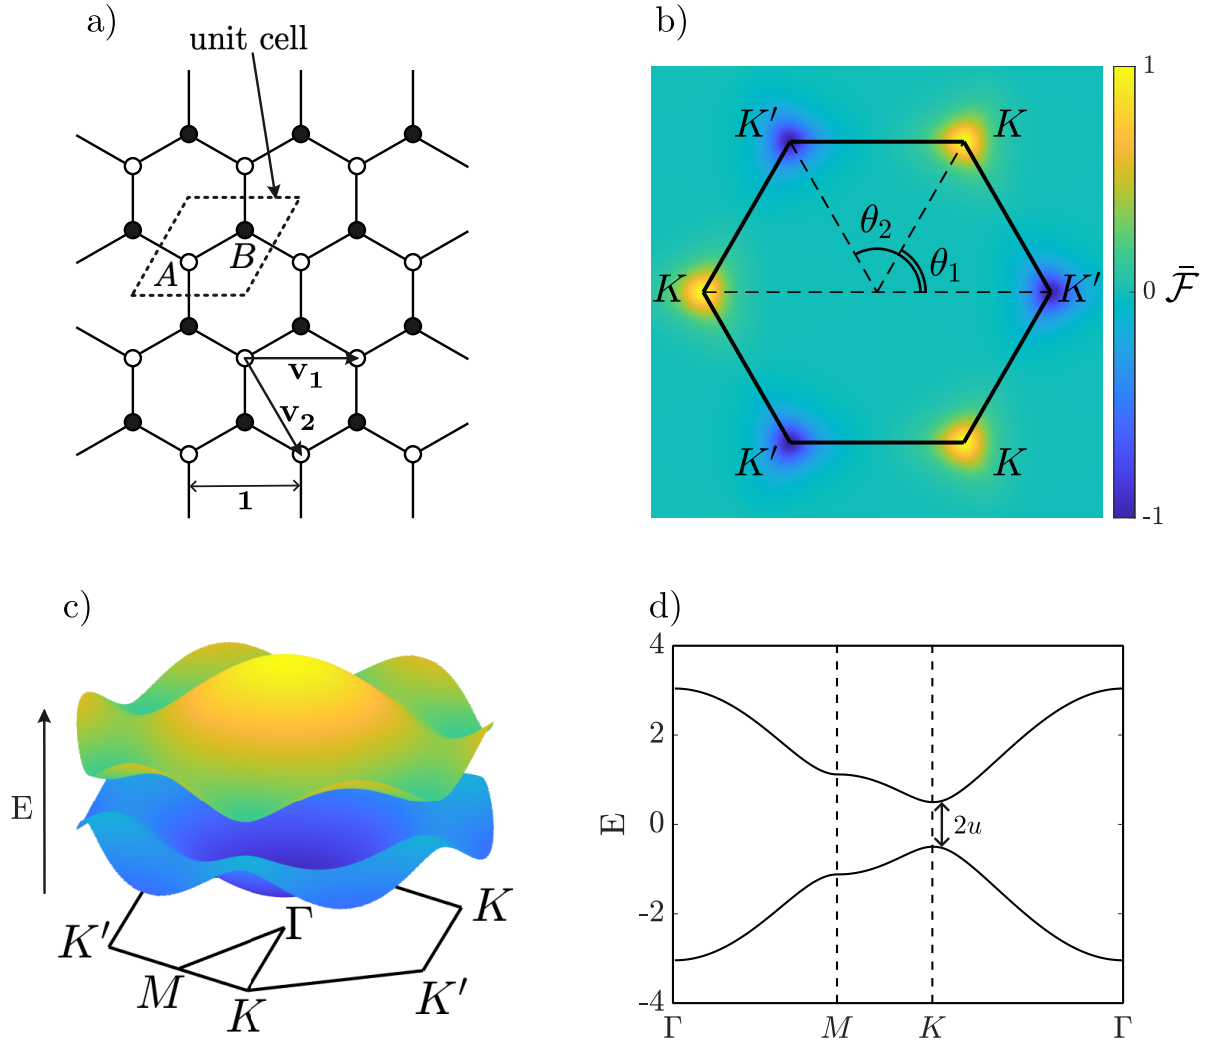 a)
unit cell
A
B
v₁
v₂
1
b)
K′
K
θ₂
θ₁
K
K′
K′
K
1
0
-1
𝓕̄
c)
E
K′
M
K
Γ
K
K′
d)
4
2
0
-2
-4
E
2u
Γ
M
K
Γ